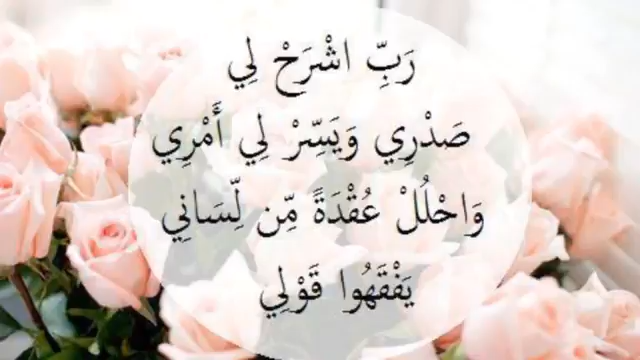 رَبِّ اشْرَحْ لِي
صَدْرِي وَيَسِّرْ لِي أَمْرِي
وَاحْلُلْ عُقْدَةً مِّن لِّسَانِي
يَفْقَهُوا قَوْلِي